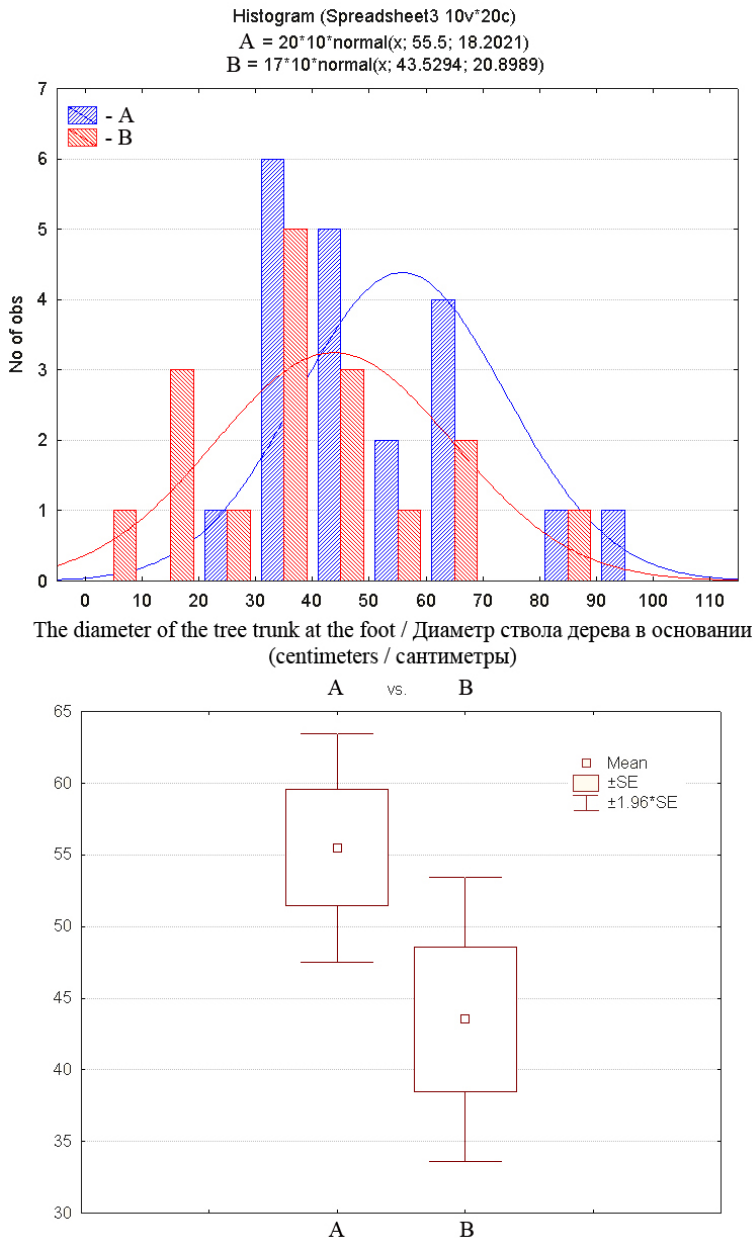 Histogram (Spreadsheet3 10v*20c)
A = 20*10*normal(x; 55.5; 18.2021)
B = 17*10*normal(x; 43.5294; 20.8989)
7
- A
- B
6
5
4
No of obs
3
2
1
0
0 10 20 30 40 50 60 70 80 90 100 110
The diameter of the tree trunk at the foot / Диаметр ствола дерева в основании
(centimeters / сантиметры)
A vs. B
65
Mean
±SE
±1.96*SE
60
55
50
45
40
35
30
A B